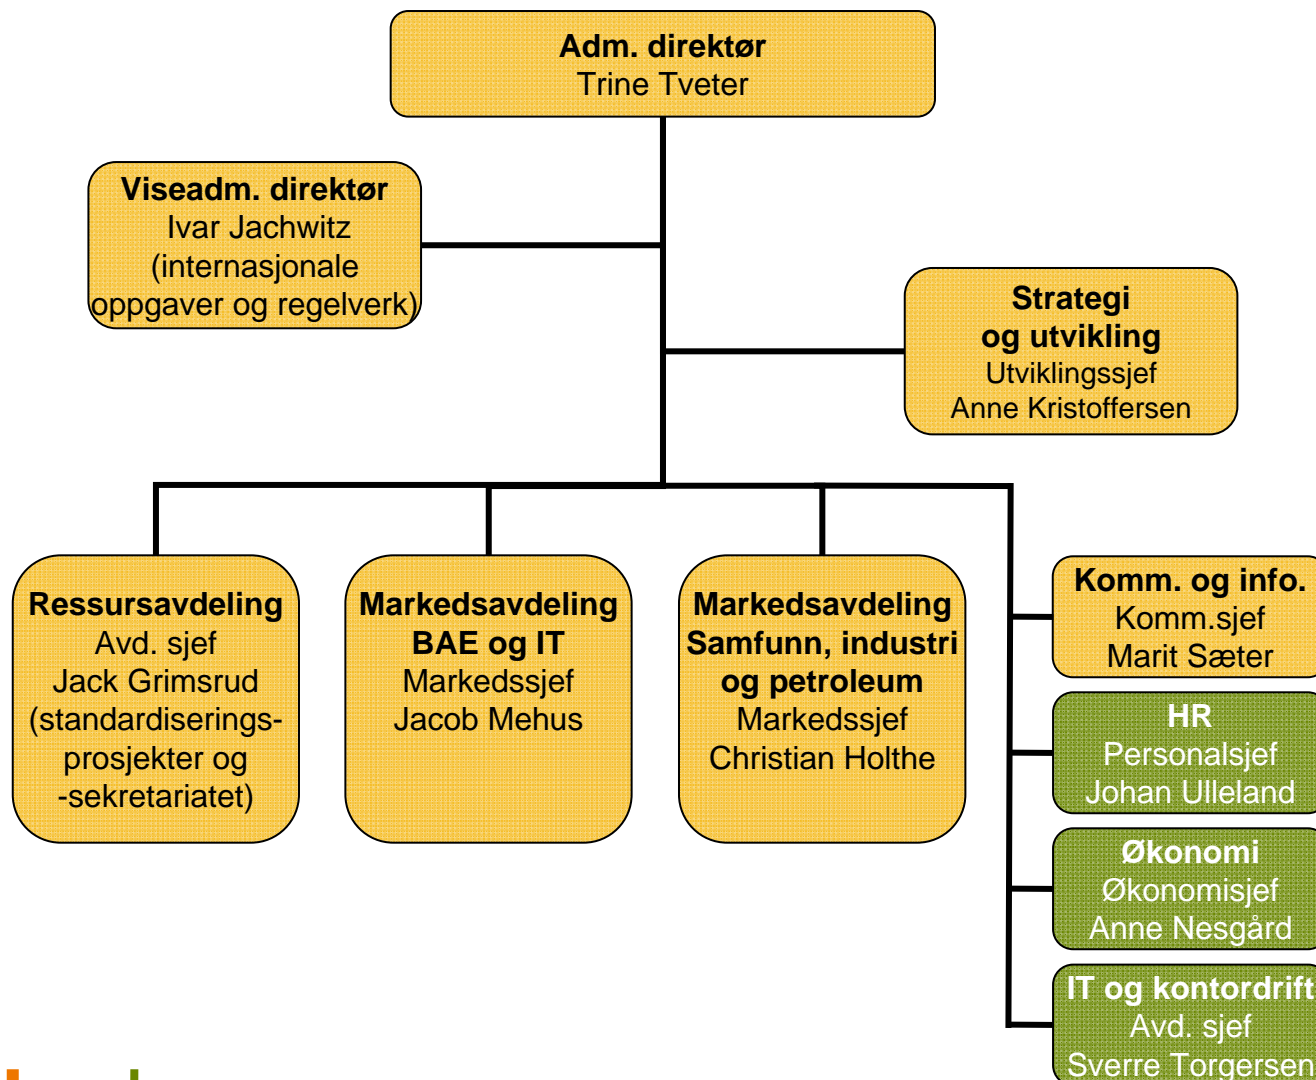 Adm. direktør
Trine Tveter
Viseadm. direktør
Ivar Jachwitz
(internasjonale
oppgaver og regelverk)
Strategi
og utvikling
Utviklingssjef
Anne Kristoffersen
Ressursavdeling
Avd. sjef
Jack Grimsrud
(standardiserings-
prosjekter og
-sekretariatet)
Markedsavdeling
BAE og IT
Markedssjef
Jacob Mehus
Markedsavdeling
Samfunn, industri
og petroleum
Markedssjef
Christian Holthe
Komm. og info.
Komm.sjef
Marit Sæter
HR
Personalsjef
Johan Ulleland
Økonomi
Økonomisjef
Anne Nesgård
IT og kontordrift
Avd. sjef
Sverre Torgersen